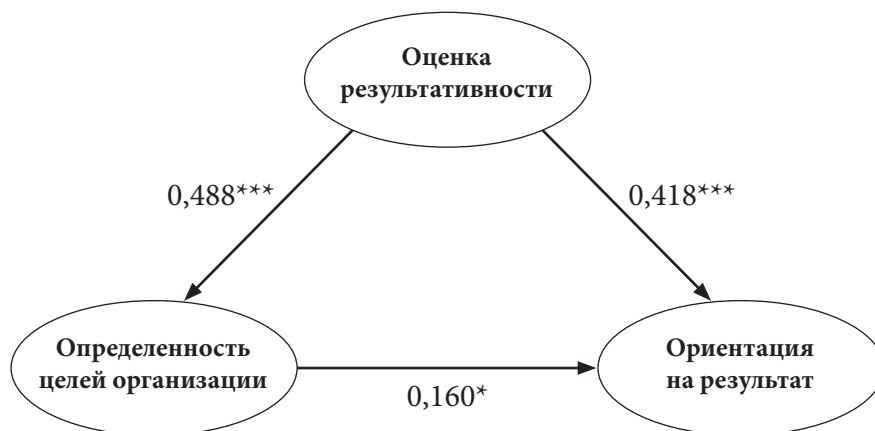 Оценка
результативности
0,488***
0,418***
Определенность
целей организации
0,160*
Ориентация
на результат